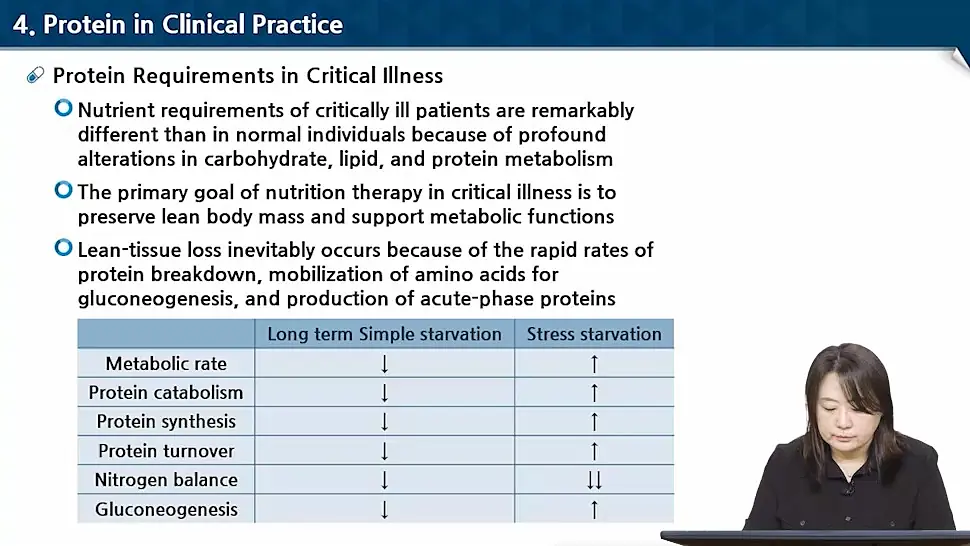 4. Protein in Clinical Practice
Protein Requirements in Critical Illness
Nutrient requirements of critically ill patients are remarkably
different than in normal individuals because of profound
alterations in carbohydrate, lipid, and protein metabolism
The primary goal of nutrition therapy in critical illness is to
preserve lean body mass and support metabolic functions
Lean-tissue loss inevitably occurs because of the rapid rates of
protein breakdown, mobilization of amino acids for
gluconeogenesis, and production of acute-phase proteins
Long term Simple starvation Stress starvation
Metabolic rate ↓ ↑
Protein catabolism ↓ ↑
Protein synthesis ↓ ↑
Protein turnover ↓ ↑
Nitrogen balance ↓ ↓↓
Gluconeogenesis ↓ ↑